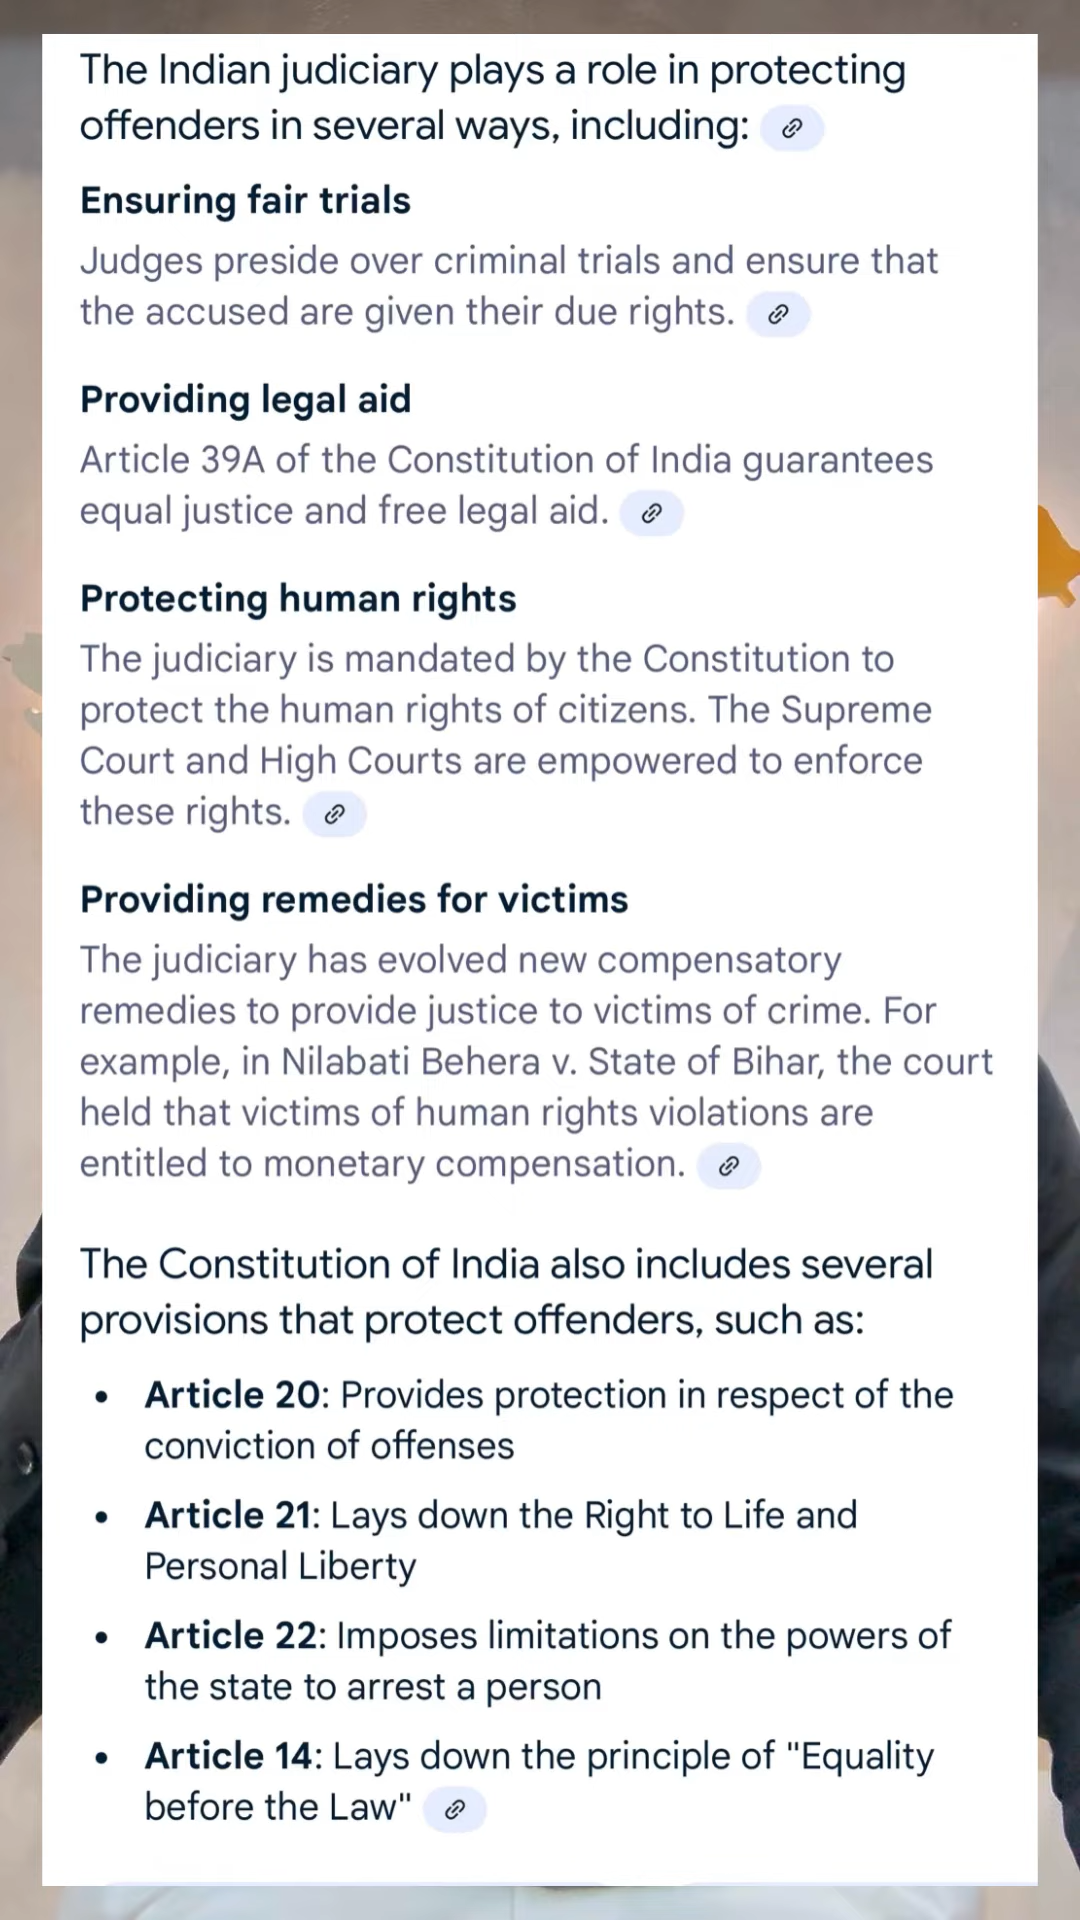 The Indian judiciary plays a role in protecting
offenders in several ways, including:
Ensuring fair trials
Judges preside over criminal trials and ensure that
the accused are given their due rights.
Providing legal aid
Article 39A of the Constitution of India guarantees
equal justice and free legal aid.
Protecting human rights
The judiciary is mandated by the Constitution to
protect the human rights of citizens. The Supreme
Court and High Courts are empowered to enforce
these rights.
Providing remedies for victims
The judiciary has evolved new compensatory
remedies to provide justice to victims of crime. For
example, in Nilabati Behera v. State of Bihar, the court
held that victims of human rights violations are
entitled to monetary compensation.
The Constitution of India also includes several
provisions that protect offenders, such as:
• Article 20: Provides protection in respect of the
conviction of offenses
• Article 21: Lays down the Right to Life and
Personal Liberty
• Article 22: Imposes limitations on the powers of
the state to arrest a person
• Article 14: Lays down the principle of "Equality
before the Law"